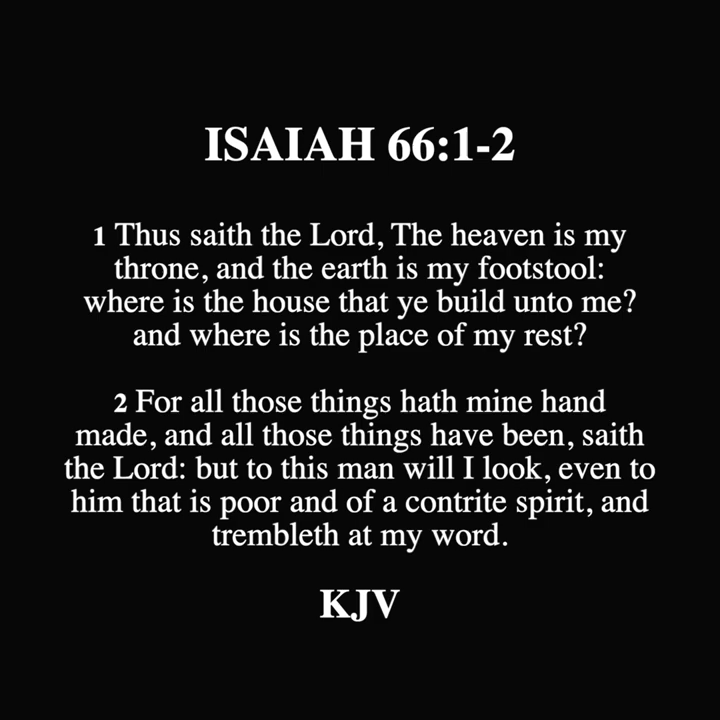 ISAIAH 66:1-2
1 Thus saith the Lord, The heaven is my
throne, and the earth is my footstool:
where is the house that ye build unto me?
and where is the place of my rest?
2 For all those things hath mine hand
made, and all those things have been, saith
the Lord: but to this man will I look, even to
him that is poor and of a contrite spirit, and
trembleth at my word.
KJV